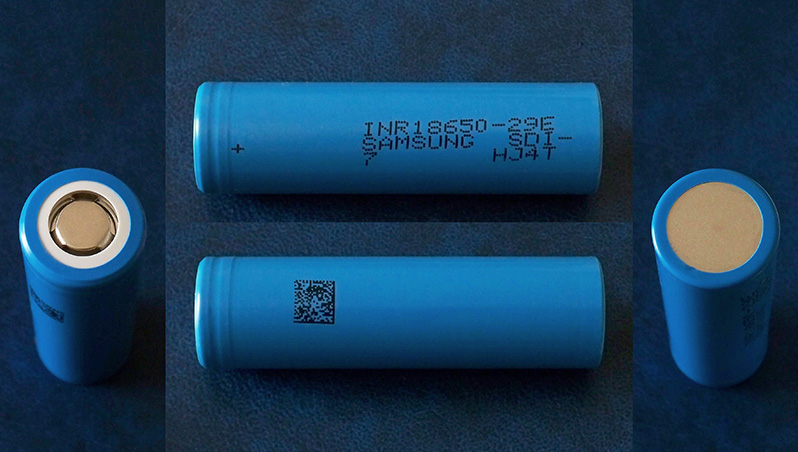 INR18650-29E
SAMSUNG SDI-
7 HJ4T
+